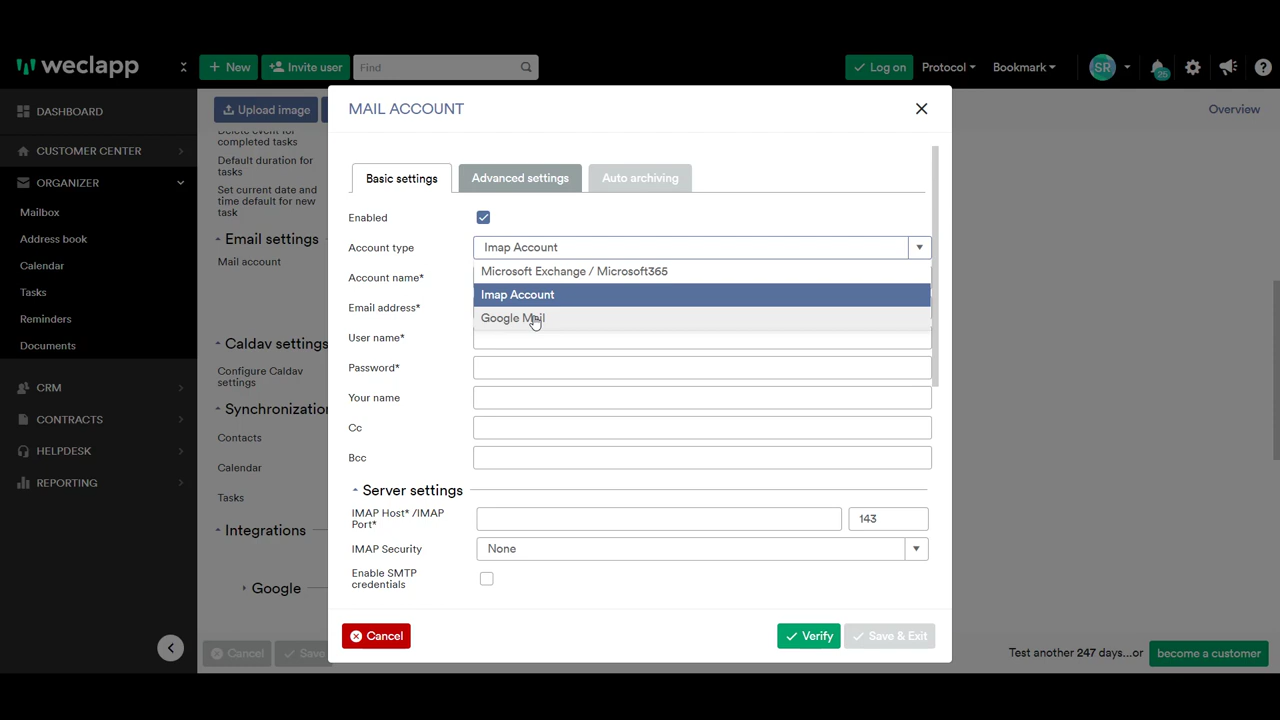 weclapp
New
Invite user
Find
Log on
Protocol
Bookmark
SR
25
DASHBOARD
CUSTOMER CENTER
ORGANIZER
Mailbox
Address book
Calendar
Tasks
Reminders
Documents
CRM
CONTRACTS
HELPDESK
REPORTING
Upload image
Overview
Delete event for
completed tasks
Default duration for
tasks
Set current date and
time default for new
task
Email settings
Mail account
Caldav settings
Configure Caldav
settings
Synchronizatio
Contacts
Calendar
Tasks
Integrations
Google
Cancel
Save
MAIL ACCOUNT
Basic settings
Advanced settings
Auto archiving
Enabled
Account type
Imap Account
Microsoft Exchange / Microsoft365
Imap Account
Google Mail
Account name*
Email address*
User name*
Password*
Your name
Cc
Bcc
Server settings
IMAP Host* /IMAP
Port*
143
IMAP Security
None
Enable SMTP
credentials
Cancel
Verify
Save & Exit
Test another 247 days...or
become a customer